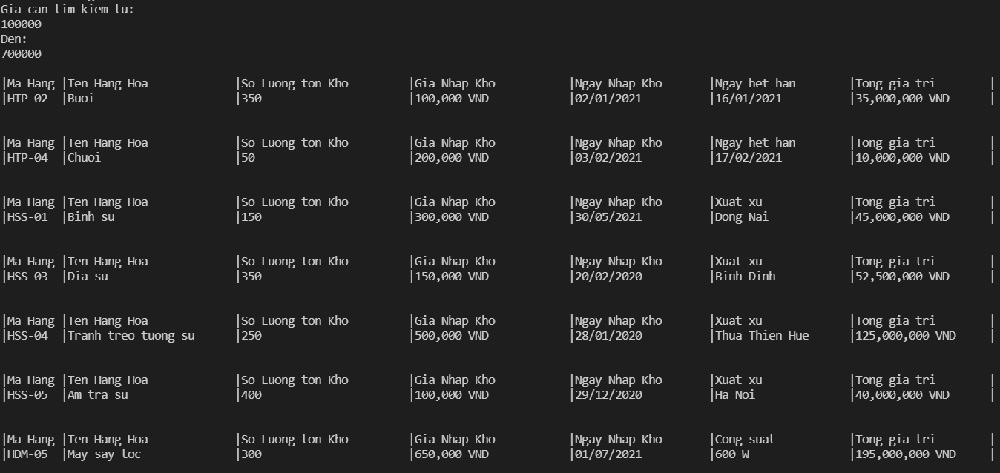 Gia can tim kiem tu:
100000
Den:
700000
|Ma Hang |Ten Hang Hoa |So Luong ton Kho |Gia Nhap Kho |Ngay Nhap Kho |Ngay het han |Tong gia tri |
|HTP-02 |Buoi |350 |100,000 VND |02/01/2021 |16/01/2021 |35,000,000 VND |
|Ma Hang |Ten Hang Hoa |So Luong ton Kho |Gia Nhap Kho |Ngay Nhap Kho |Ngay het han |Tong gia tri |
|HTP-04 |Chuoi |50 |200,000 VND |03/02/2021 |17/02/2021 |10,000,000 VND |
|Ma Hang |Ten Hang Hoa |So Luong ton Kho |Gia Nhap Kho |Ngay Nhap Kho |Xuat xu |Tong gia tri |
|HSS-01 |Binh su |150 |300,000 VND |30/05/2021 |Dong Nai |45,000,000 VND |
|Ma Hang |Ten Hang Hoa |So Luong ton Kho |Gia Nhap Kho |Ngay Nhap Kho |Xuat xu |Tong gia tri |
|HSS-03 |Dia su |350 |150,000 VND |20/02/2020 |Binh Dinh |52,500,000 VND |
|Ma Hang |Ten Hang Hoa |So Luong ton Kho |Gia Nhap Kho |Ngay Nhap Kho |Xuat xu |Tong gia tri |
|HSS-04 |Tranh treo tuong su |250 |500,000 VND |28/01/2020 |Thua Thien Hue |125,000,000 VND |
|Ma Hang |Ten Hang Hoa |So Luong ton Kho |Gia Nhap Kho |Ngay Nhap Kho |Xuat xu |Tong gia tri |
|HSS-05 |Am tra su |400 |100,000 VND |29/12/2020 |Ha Noi |40,000,000 VND |
|Ma Hang |Ten Hang Hoa |So Luong ton Kho |Gia Nhap Kho |Ngay Nhap Kho |Cong suat |Tong gia tri |
|HDM-05 |May say toc |300 |650,000 VND |01/07/2021 |600 W |195,000,000 VND |